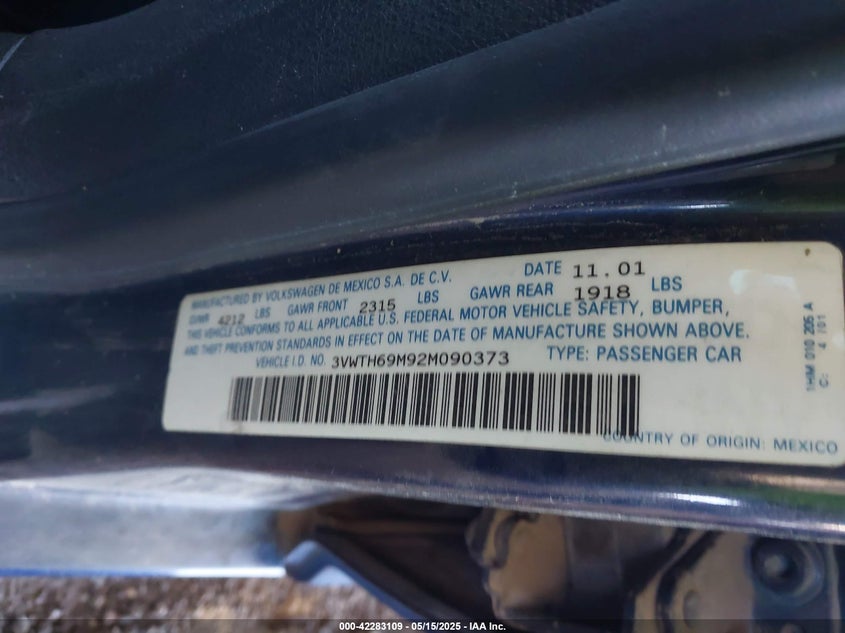 MANUFACTURED BY VOLKSWAGEN DE MEXICO S.A. DE C.V. DATE 11.01
GVWR 4212 LBS GAWR FRONT 2315 LBS GAWR REAR 1918 LBS
THIS VEHICLE CONFORMS TO ALL APPLICABLE U.S. FEDERAL MOTOR VEHICLE SAFETY, BUMPER,
AND THEFT PREVENTION STANDARDS IN EFFECT ON THE DATE OF MANUFACTURE SHOWN ABOVE.
VEHICLE I.D. NO. 3VWTH69M92M090373 TYPE: PASSENGER CAR
COUNTRY OF ORIGIN: MEXICO
1HM 010 205 A
C: 4 /01
000-42283109 - 05/15/2025 - IAA Inc.